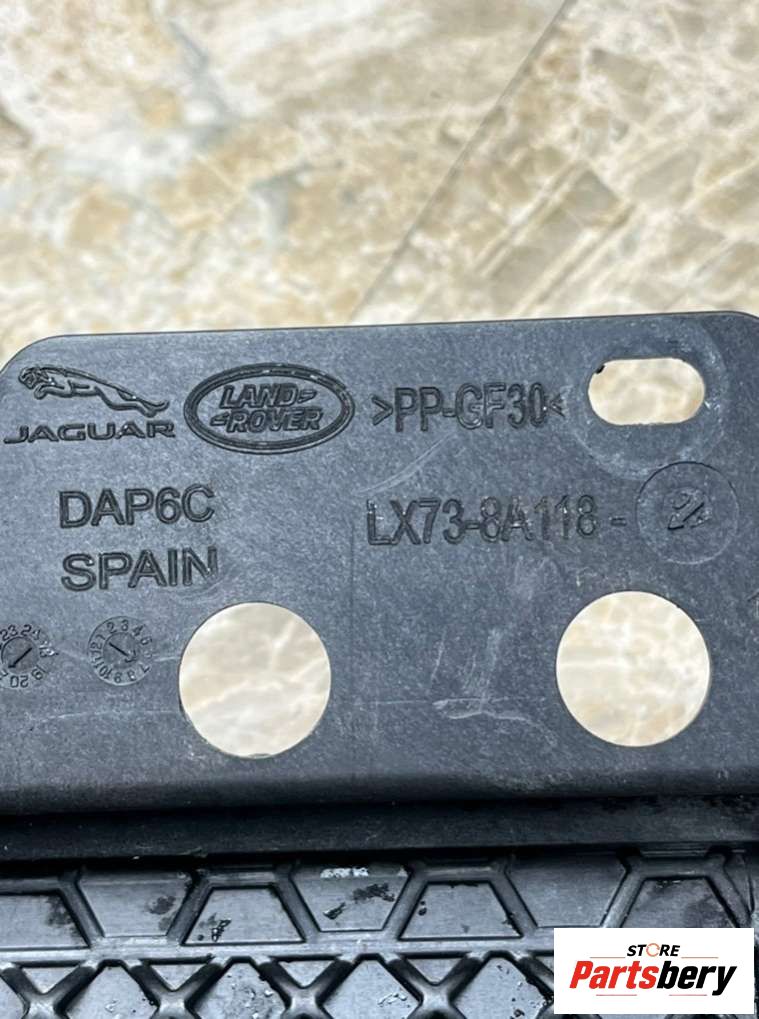 JAGUAR
LAND-
-ROVER
>PP-GF30<
DAP6C
LX73-8A118-
SPAIN
STORE
Partsbery